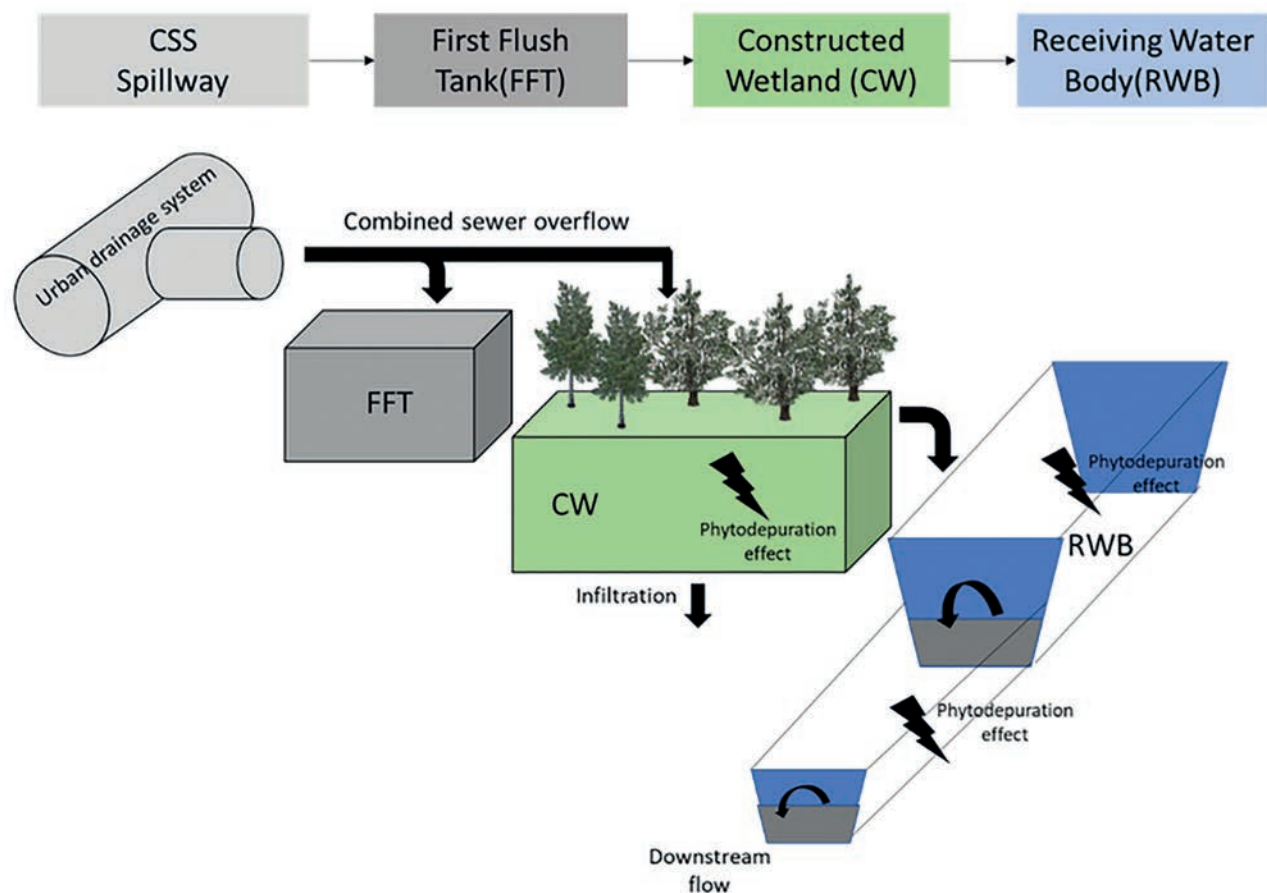 CSS
Spillway
First Flush
Tank(FFT)
Constructed
Wetland (CW)
Receiving Water
Body(RWB)
Urban drainage system
Combined sewer overflow
FFT
CW
Phytodepuration
effect
Infiltration
Phytodepuration
effect
RWB
Phytodepuration
effect
Downstream
flow